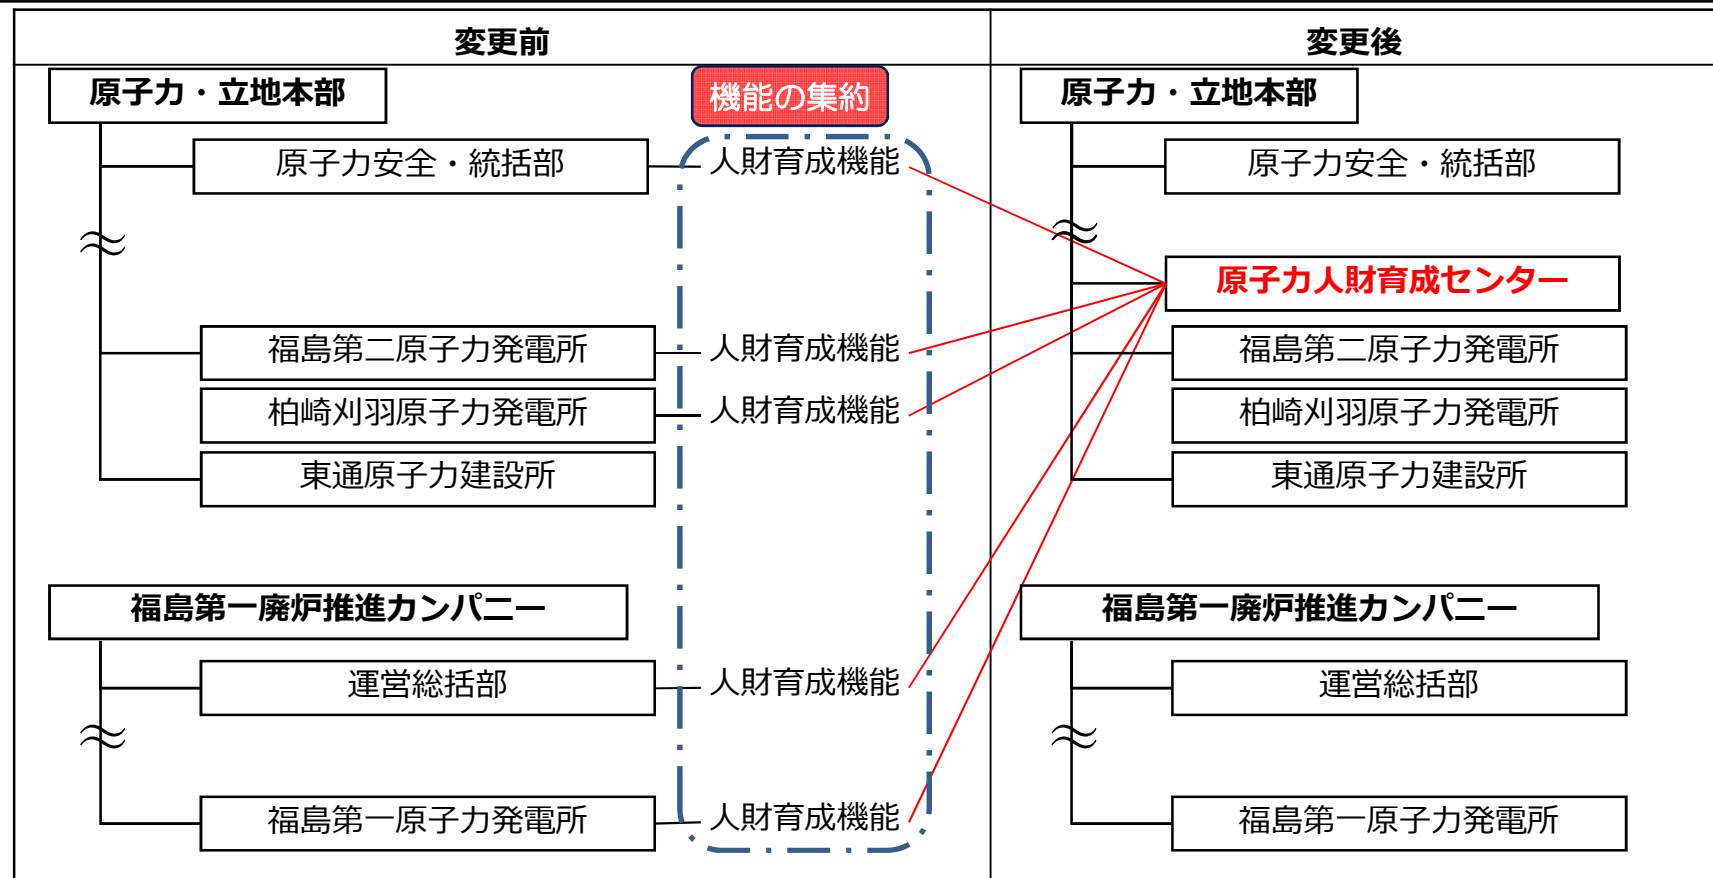 変更前
原子力・立地本部
機能の集約
原子力安全・統括部
人財育成機能
福島第二原子力発電所
人財育成機能
柏崎刈羽原子力発電所
人財育成機能
東通原子力建設所
福島第一廃炉推進カンパニー
運営総括部
人財育成機能
福島第一原子力発電所
人財育成機能
変更後
原子力・立地本部
原子力安全・統括部
原子力人財育成センター
福島第二原子力発電所
柏崎刈羽原子力発電所
東通原子力建設所
福島第一廃炉推進カンパニー
運営総括部
福島第一原子力発電所